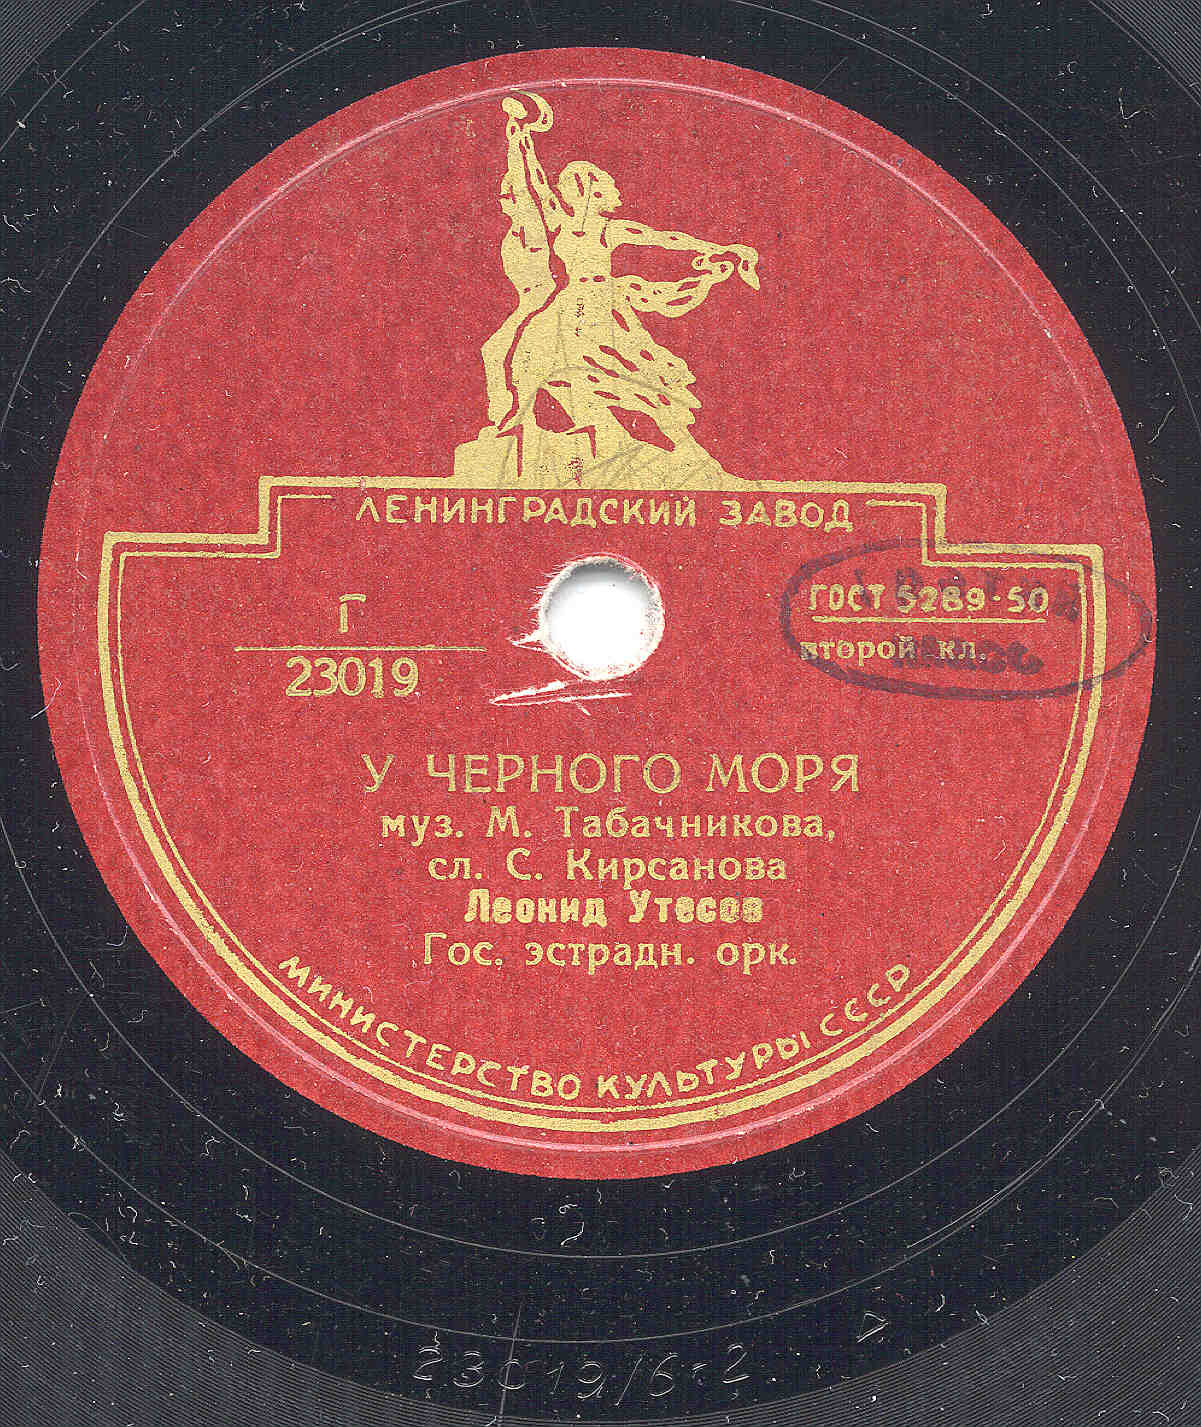 ЛЕНИНГРАДСКИЙ ЗАВОД
Г
23019
ГОСТ 5289-50
второй кл.
У ЧЕРНОГО МОРЯ
муз. М. Табачникова,
сл. С. Кирсанова
Леонид Утесов
Гос. эстрадн. орк.
МИНИСТЕРСТВО КУЛЬТУРЫ СССР
23019/6-2